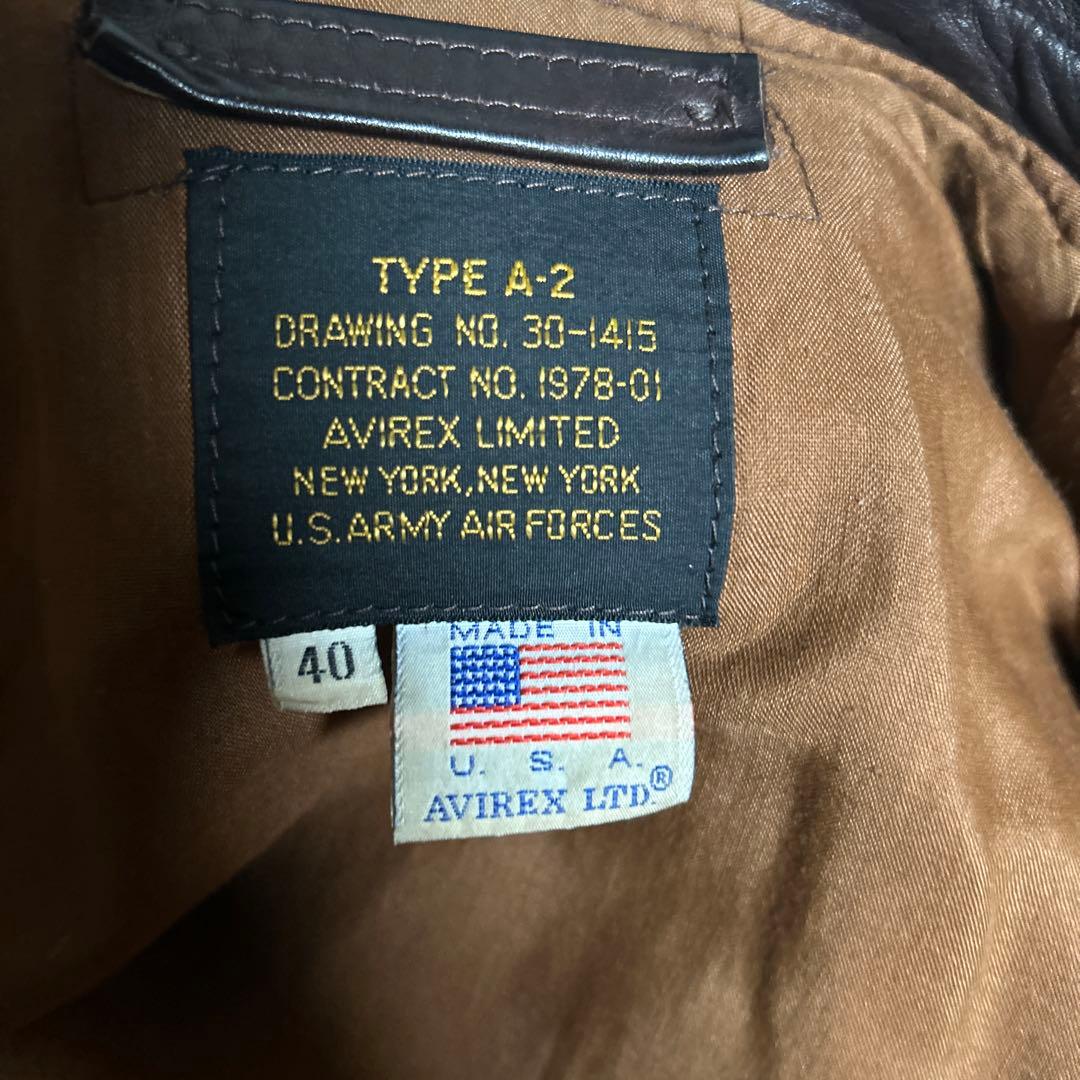 TYPE A-2
DRAWING NO. 30-1415
CONTRACT NO. 1978-01
AVIREX LIMITED
NEW YORK, NEW YORK
U.S. ARMY AIR FORCES
40
MADE IN
U. S. A.
AVIREX LTD.®